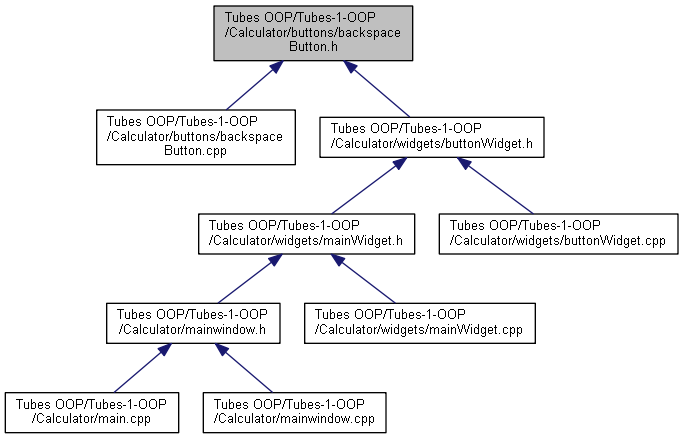 Tubes OOP/Tubes-1-OOP
/Calculator/buttons/backspace
Button.h
Tubes OOP/Tubes-1-OOP
/Calculator/buttons/backspace
Button.cpp
Tubes OOP/Tubes-1-OOP
/Calculator/widgets/buttonWidget.h
Tubes OOP/Tubes-1-OOP
/Calculator/widgets/mainWidget.h
Tubes OOP/Tubes-1-OOP
/Calculator/widgets/buttonWidget.cpp
Tubes OOP/Tubes-1-OOP
/Calculator/mainwindow.h
Tubes OOP/Tubes-1-OOP
/Calculator/widgets/mainWidget.cpp
Tubes OOP/Tubes-1-OOP
/Calculator/main.cpp
Tubes OOP/Tubes-1-OOP
/Calculator/mainwindow.cpp